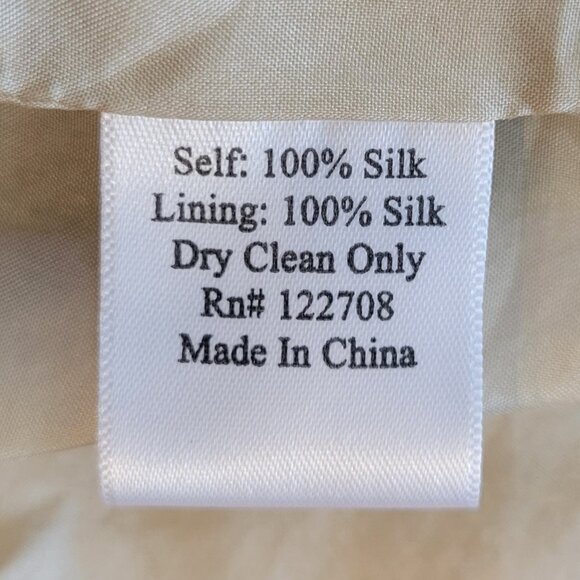 Self: 100% Silk
Lining: 100% Silk
Dry Clean Only
Rn# 122708
Made In China